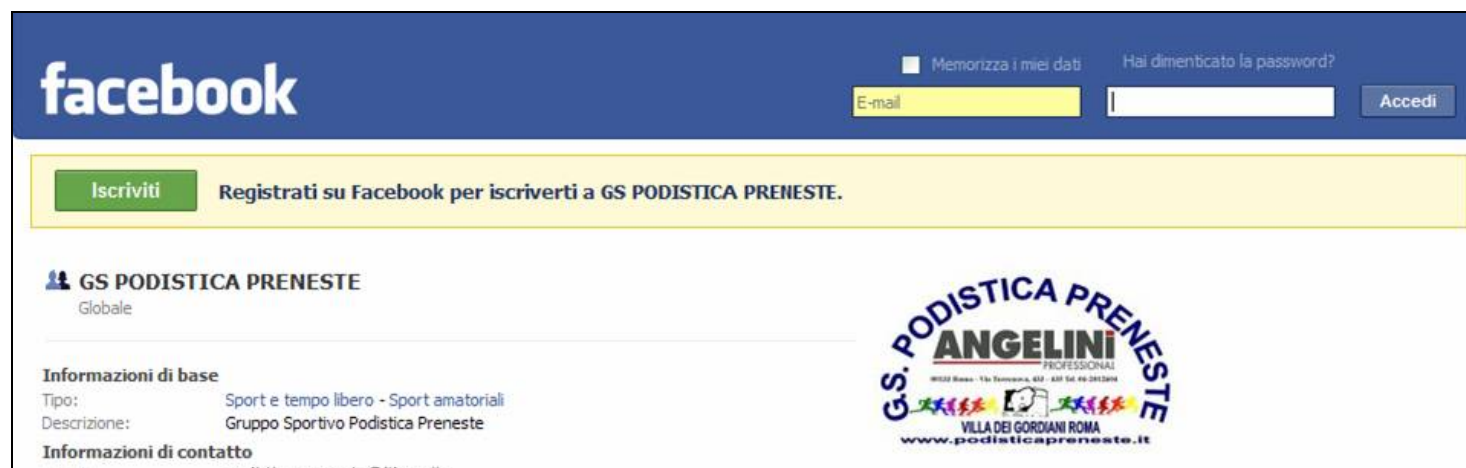 facebook
Memorizza i miei dati
Hai dimenticato la password?
E-mail
Accedi
Iscriviti
Registrati su Facebook per iscriverti a GS PODISTICA PRENESTE.
GS PODISTICA PRENESTE
Globale
Informazioni di base
Tipo: Sport e tempo libero - Sport amatoriali
Descrizione: Gruppo Sportivo Podistica Preneste
Informazioni di contatto
G.S. PODISTICA PRENESTE
ANGELINI
PROFESSIONAL
VILLA DEI GORDIANI ROMA
www.podisticapreneste.it